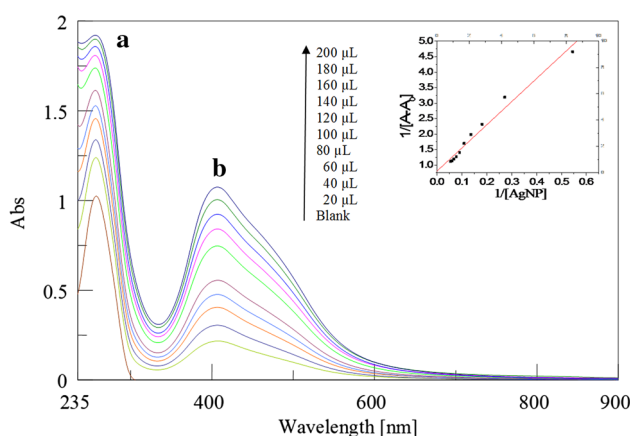 2
a
1.5
b
1
Abs
0.5
0
235
400
600
800
900
Wavelength [nm]
200 µL
180 µL
160 µL
140 µL
120 µL
100 µL
80 µL
60 µL
40 µL
20 µL
Blank
5.0
4.5
4.0
3.5
3.0
2.5
2.0
1.5
1.0
1/[A-A0]
0.0
0.1
0.2
0.3
0.4
0.5
0.6
1/[AgNP]